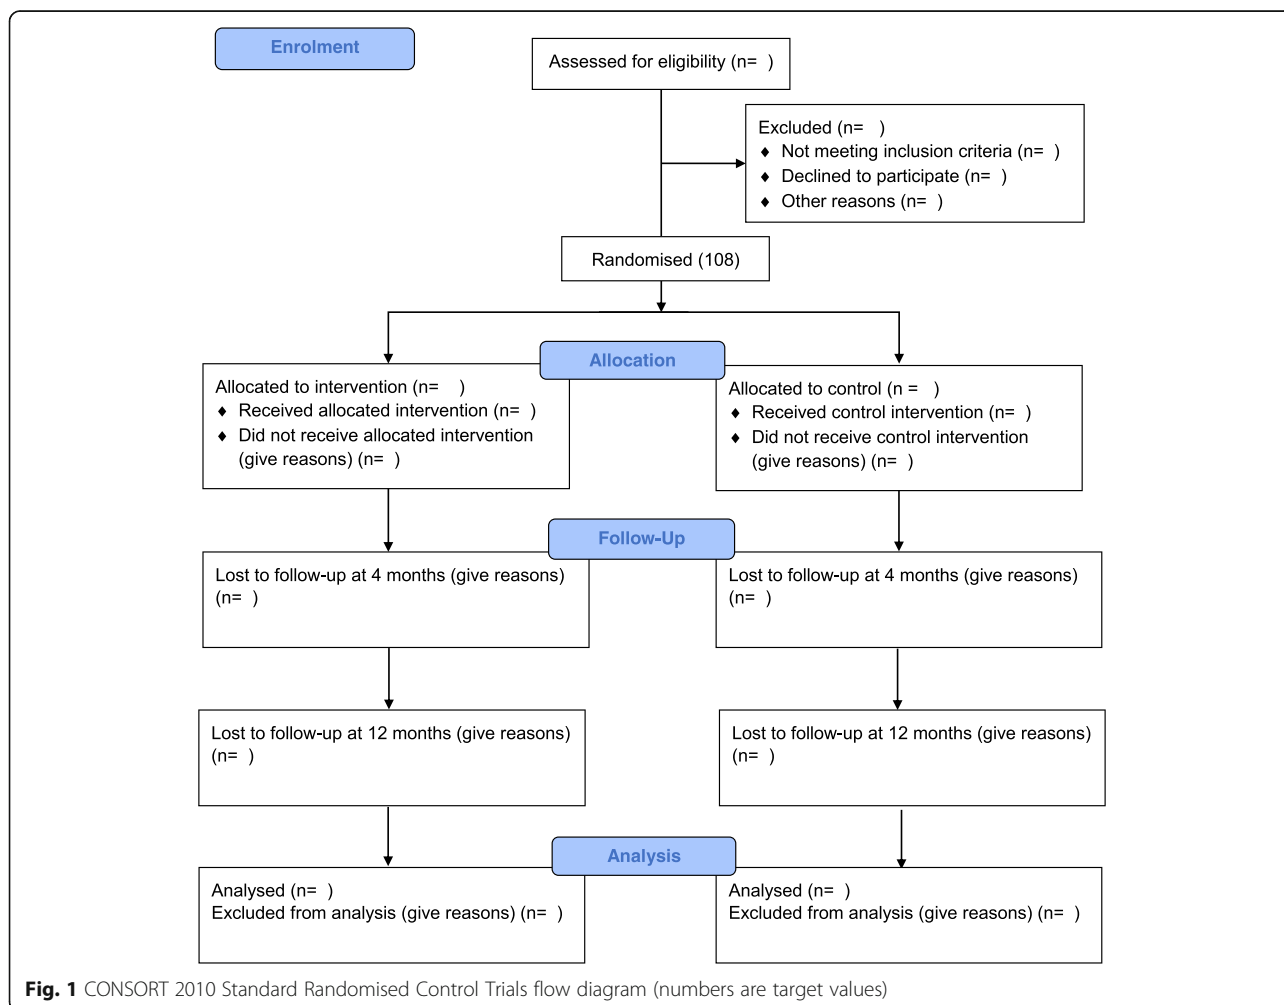 Enrolment
Assessed for eligibility (n=  )
Excluded (n=   )
♦ Not meeting inclusion criteria (n=  )
♦ Declined to participate (n=  )
♦ Other reasons (n=  )
Randomised (108)
Allocation
Allocated to intervention (n=   )
♦ Received allocated intervention (n=  )
♦ Did not receive allocated intervention
(give reasons) (n=  )
Allocated to control (n =   )
♦ Received control intervention (n=  )
♦ Did not receive control intervention
(give reasons) (n=  )
Follow-Up
Lost to follow-up at 4 months (give reasons)
(n=  )
Lost to follow-up at 4 months (give reasons)
(n=  )
Lost to follow-up at 12 months (give reasons)
(n=  )
Lost to follow-up at 12 months (give reasons)
(n=  )
Analysis
Analysed (n=  )
Excluded from analysis (give reasons) (n=  )
Analysed (n=  )
Excluded from analysis (give reasons) (n=  )
Fig. 1 CONSORT 2010 Standard Randomised Control Trials flow diagram (numbers are target values)